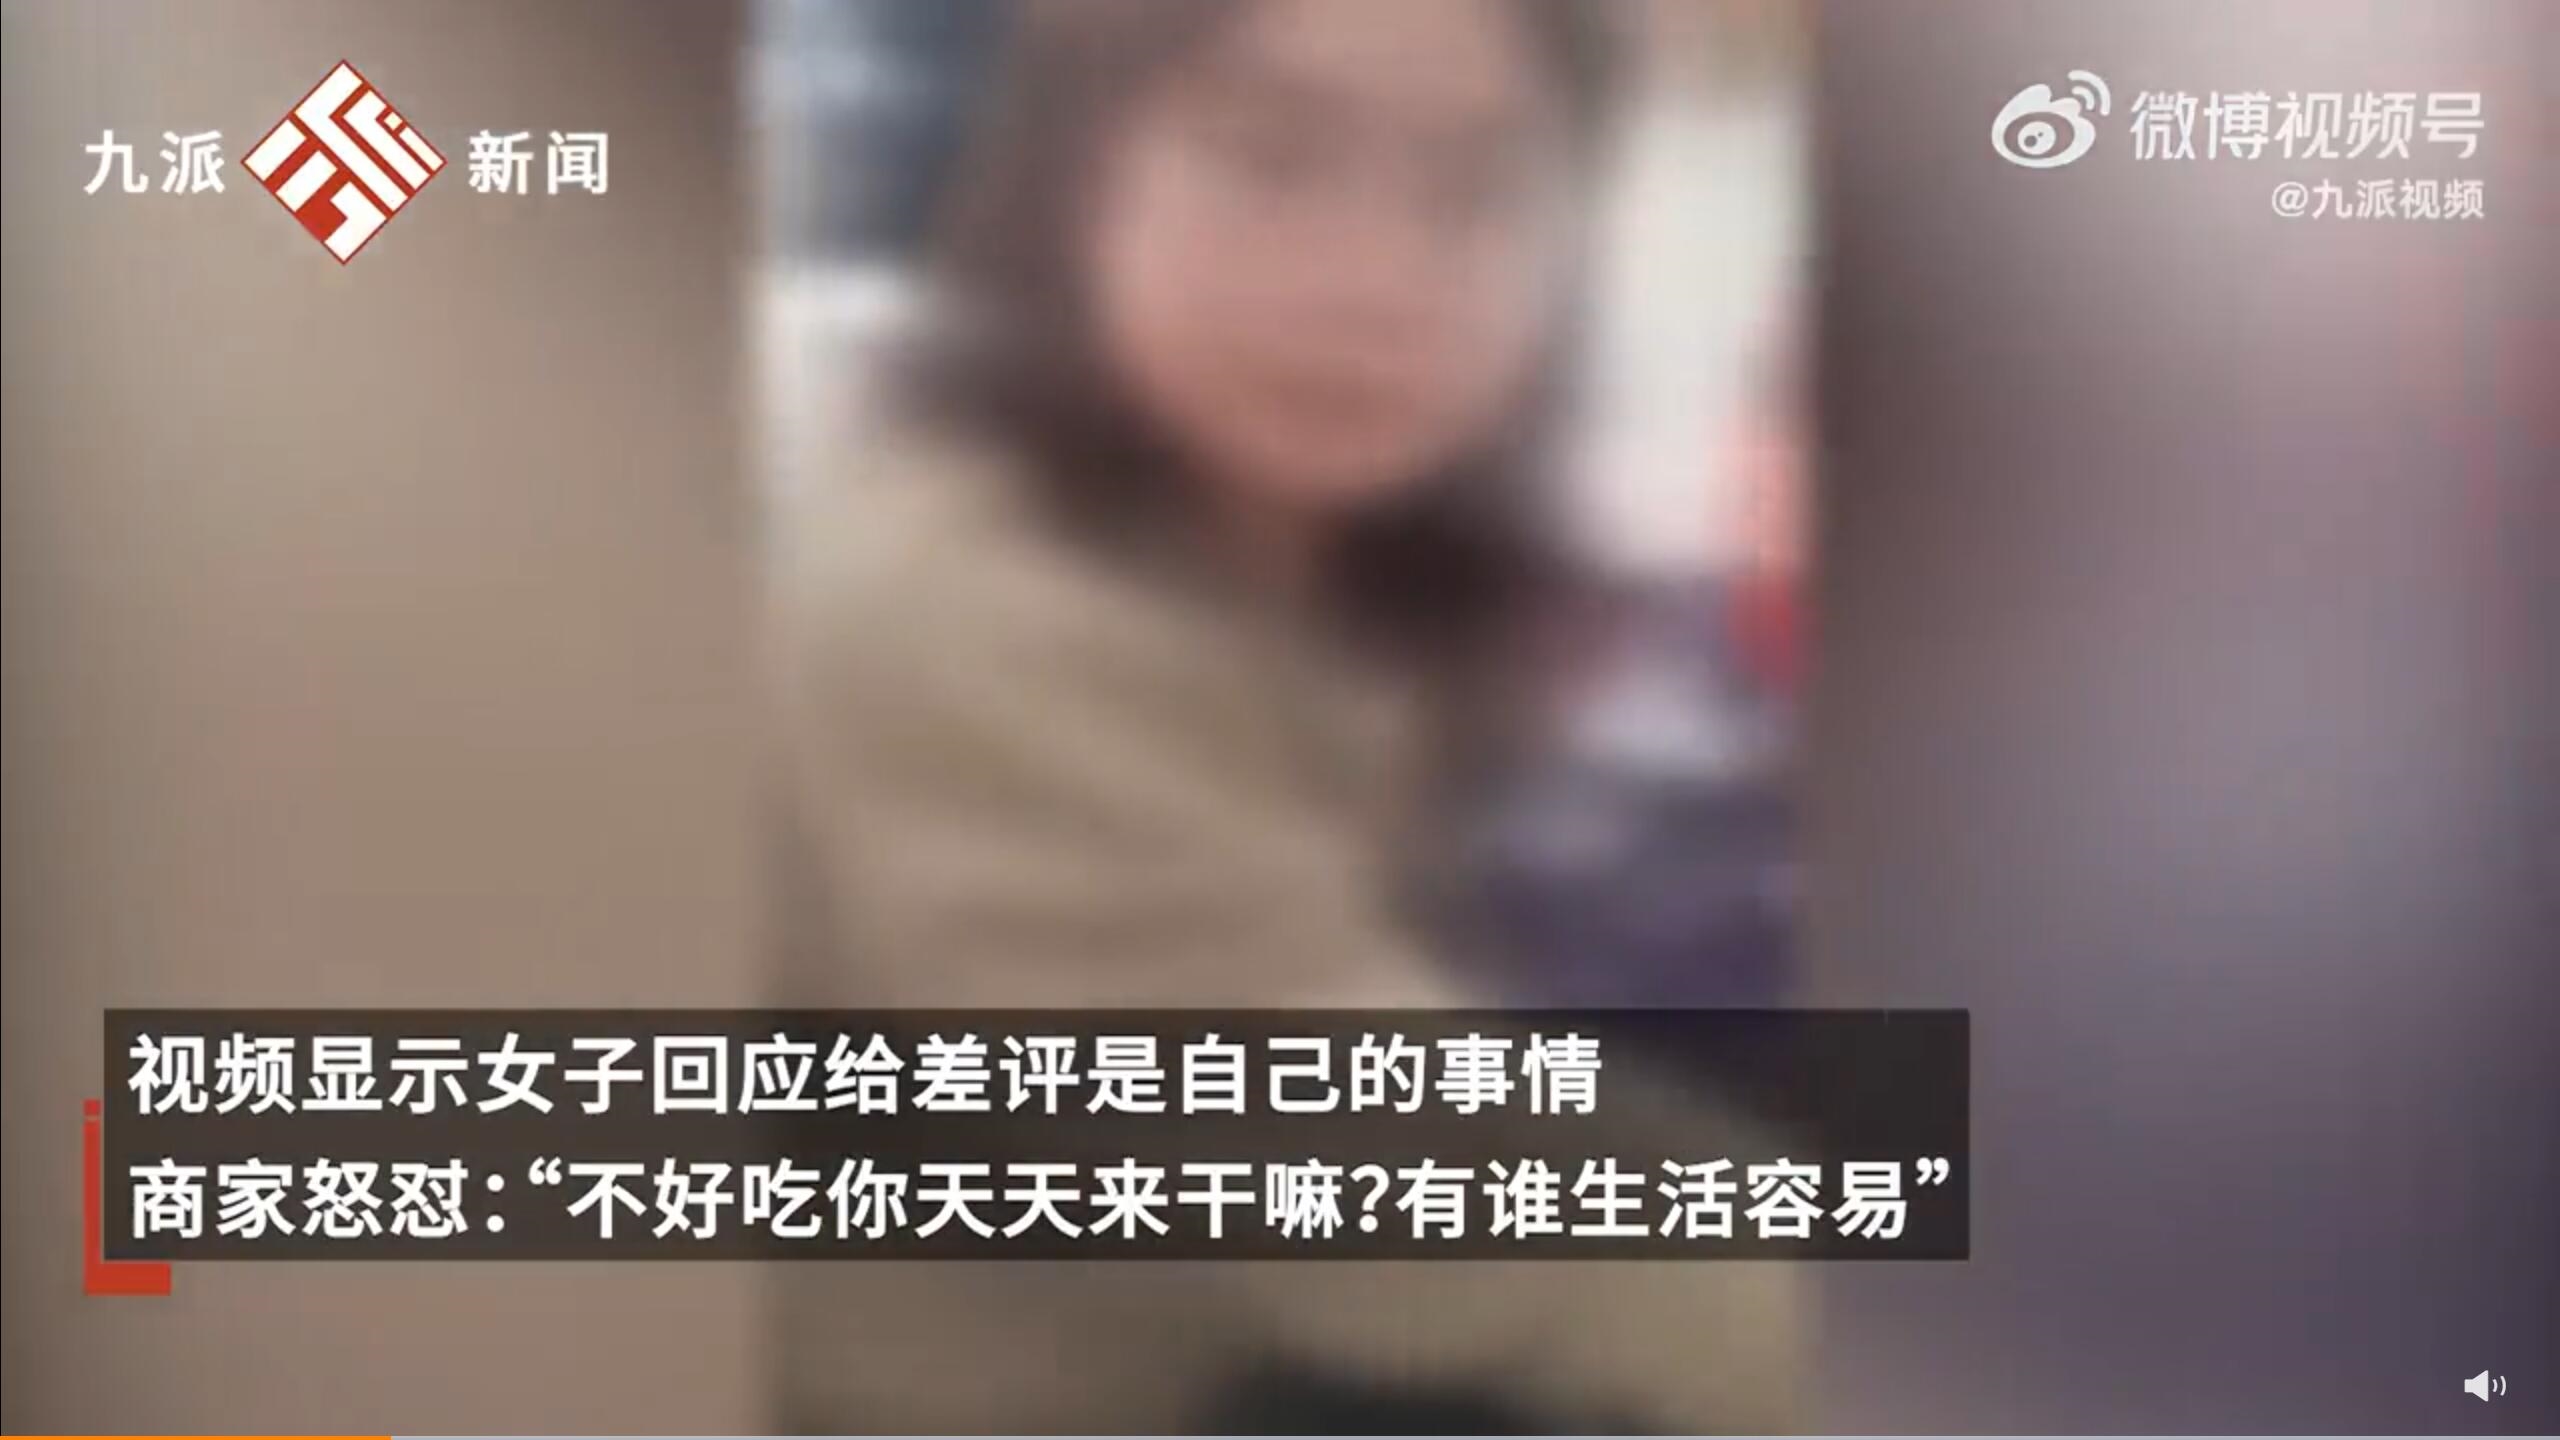 九派 新闻
微博视频号
@九派视频
视频显示女子回应给差评是自己的事情
商家怒怼：“不好吃你天天来干嘛？有谁生活容易”